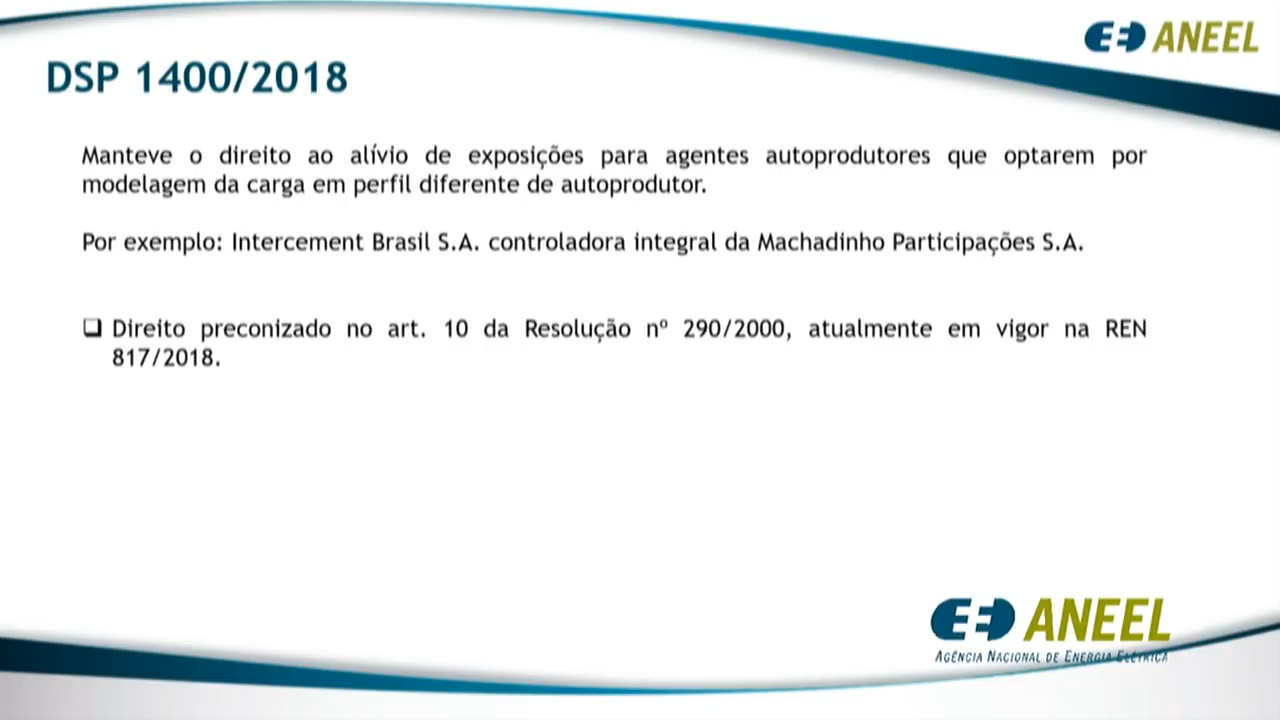 ANEEL
DSP 1400/2018
Manteve o direito ao alívio de exposições para agentes autoprodutores que optarem por
modelagem da carga em perfil diferente de autoprodutor.
Por exemplo: Intercement Brasil S.A. controladora integral da Machadinho Participações S.A.
Direito preconizado no art. 10 da Resolução nº 290/2000, atualmente em vigor na REN
817/2018.
ANEEL
AGÊNCIA NACIONAL DE ENERGIA ELÉTRICA